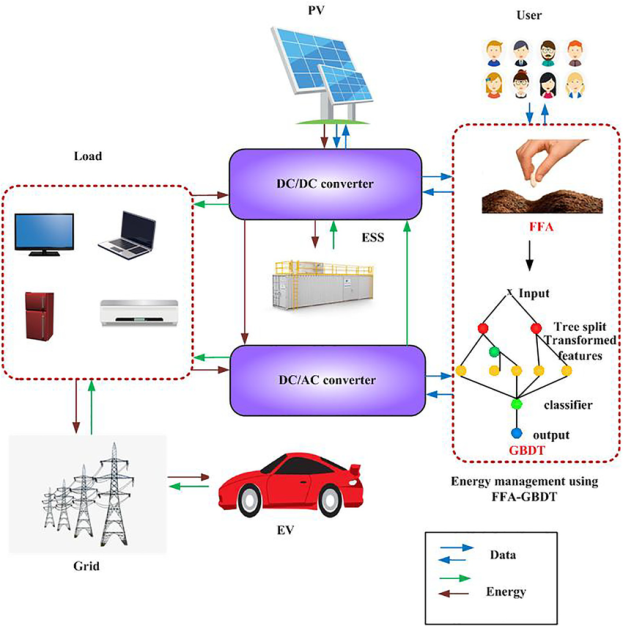 PV
User
Load
DC/DC converter
FFA
ESS
x Input
Tree split
Transformed
features
DC/AC converter
classifier
output
GBDT
Energy management using
FFA-GBDT
EV
Grid
Data
Energy